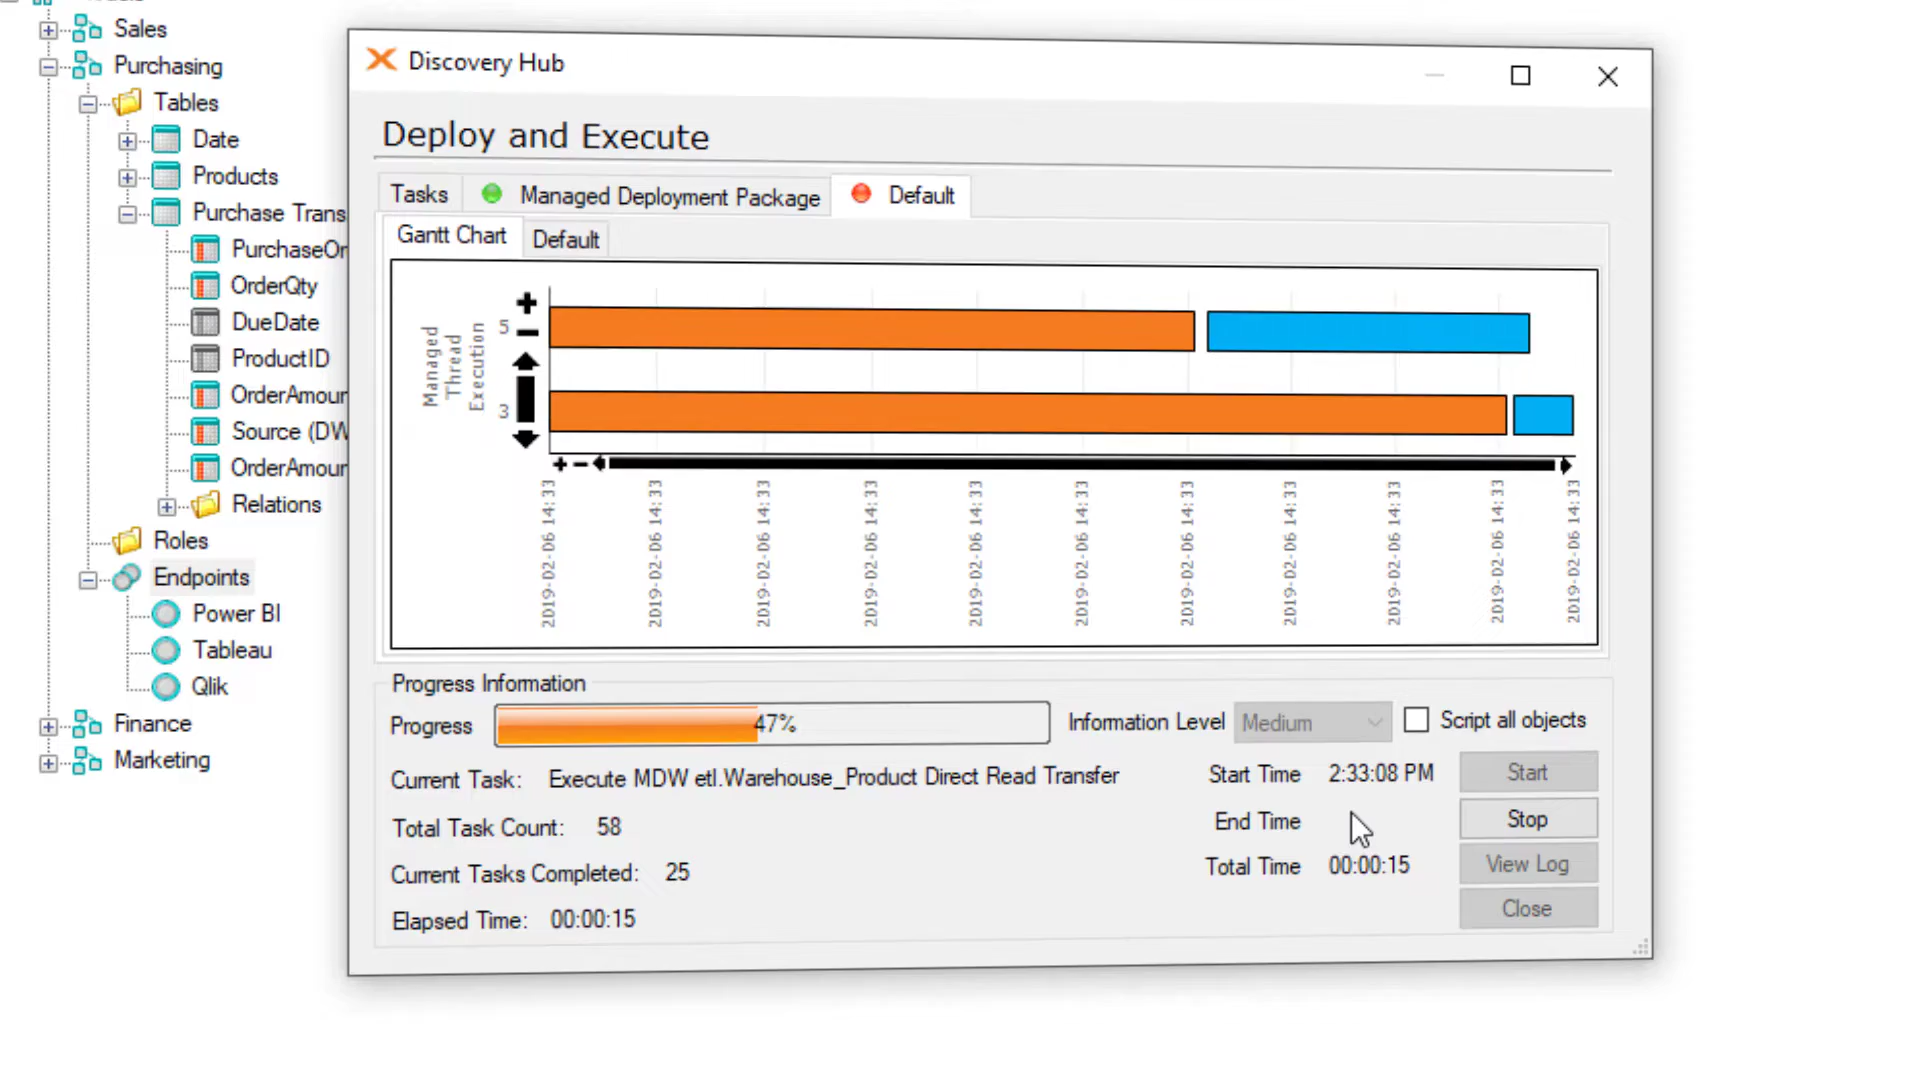 Sales
Purchasing
Tables
Date
Products
Purchase Trans
PurchaseOr
OrderQty
DueDate
ProductID
OrderAmour
Source (DW
OrderAmour
Relations
Roles
Endpoints
Power BI
Tableau
Qlik
Finance
Marketing
Discovery Hub
Deploy and Execute
Tasks Managed Deployment Package Default
Gantt Chart Default
Managed
Thread
Execution
5
3
2019-02-06 14:33
2019-02-06 14:33
2019-02-06 14:33
2019-02-06 14:33
2019-02-06 14:33
2019-02-06 14:33
2019-02-06 14:33
2019-02-06 14:33
2019-02-06 14:33
2019-02-06 14:33
2019-02-06 14:33
Progress Information
Progress 47% Information Level Medium Script all objects
Current Task: Execute MDW etl.Warehouse_Product Direct Read Transfer Start Time 2:33:08 PM Start
Total Task Count: 58 End Time Stop
Current Tasks Completed: 25 Total Time 00:00:15 View Log
Elapsed Time: 00:00:15 Close